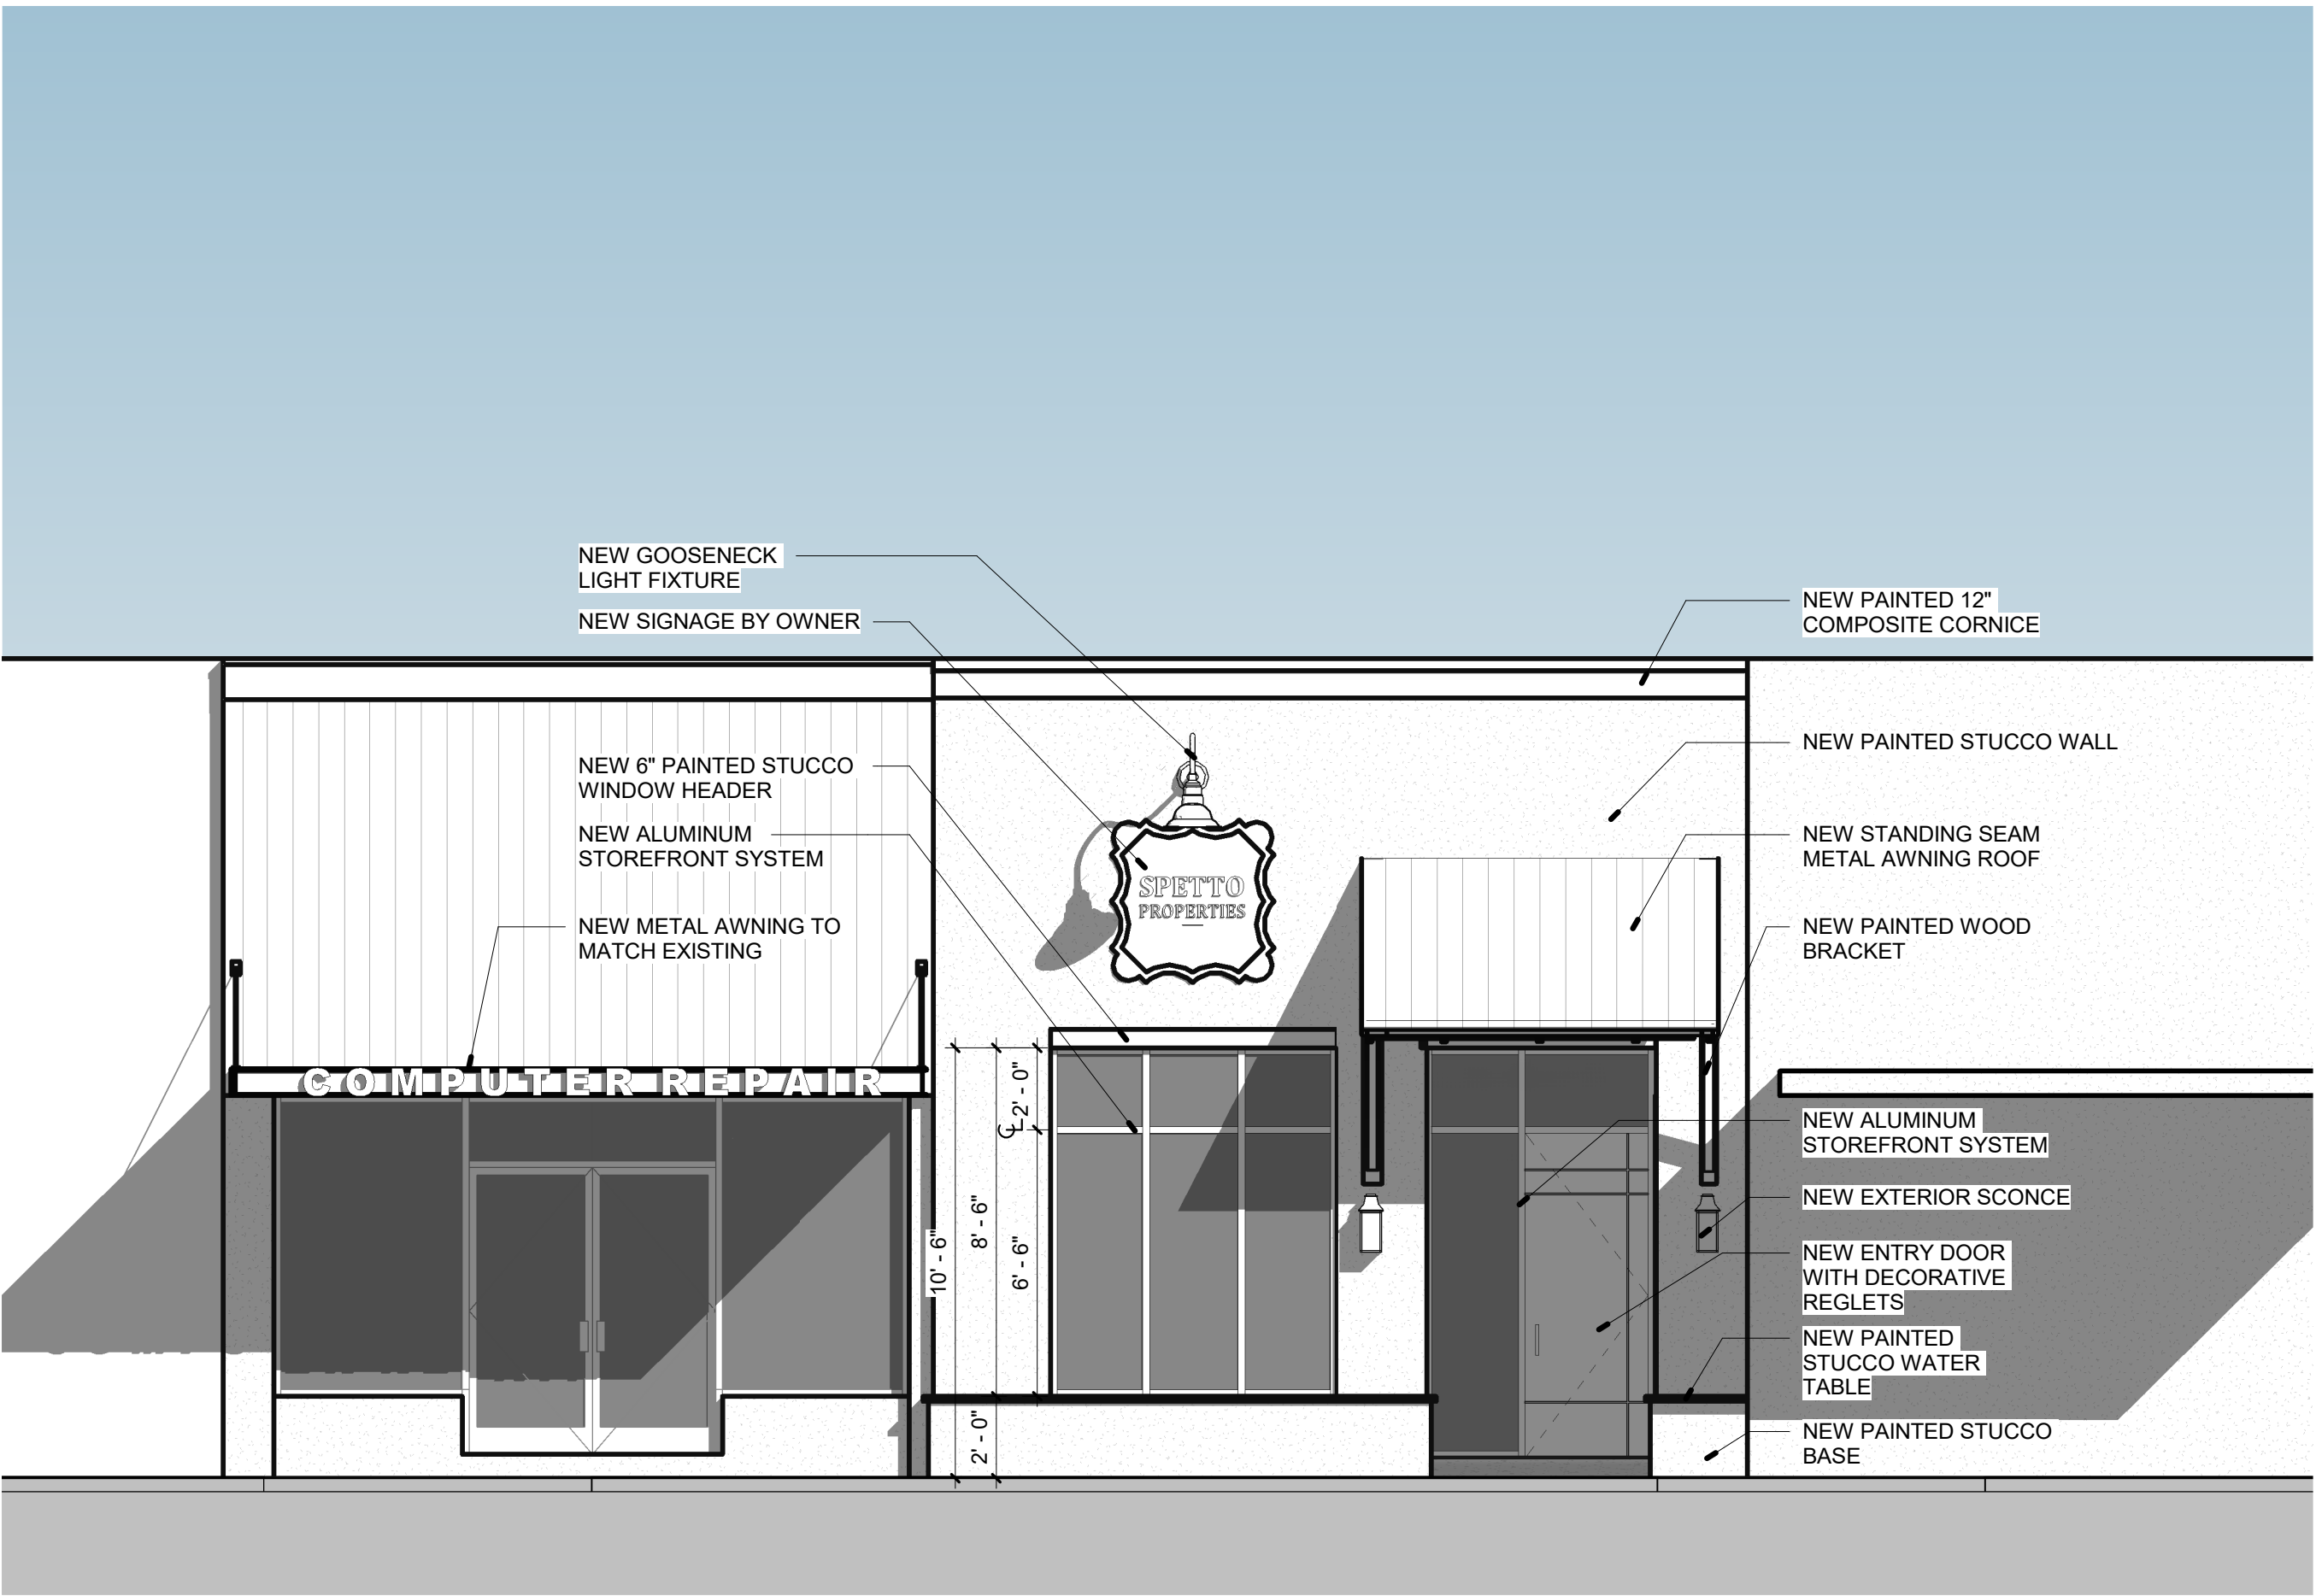 NEW GOOSENECK
LIGHT FIXTURE
NEW SIGNAGE BY OWNER
NEW PAINTED 12"
COMPOSITE CORNICE
NEW PAINTED STUCCO WALL
NEW 6" PAINTED STUCCO
WINDOW HEADER
NEW ALUMINUM
STOREFRONT SYSTEM
NEW STANDING SEAM
METAL AWNING ROOF
SPETTO
PROPERTIES
NEW METAL AWNING TO
MATCH EXISTING
NEW PAINTED WOOD
BRACKET
COMPUTER REPAIR
℄
2' - 0"
10' - 6"
8' - 6"
6' - 6"
2' - 0"
NEW ALUMINUM
STOREFRONT SYSTEM
NEW EXTERIOR SCONCE
NEW ENTRY DOOR
WITH DECORATIVE
REGLETS
NEW PAINTED
STUCCO WATER
TABLE
NEW PAINTED STUCCO
BASE